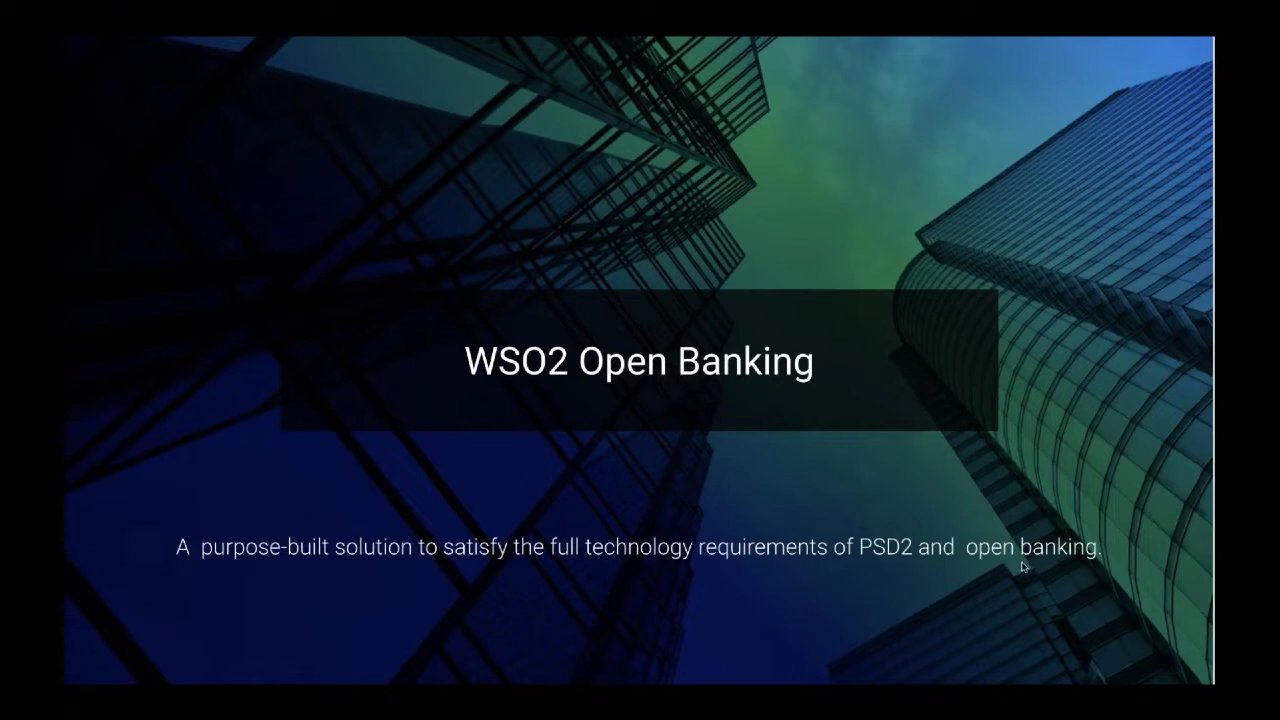 WSO2 Open Banking
A purpose-built solution to satisfy the full technology requirements of PSD2 and open banking.